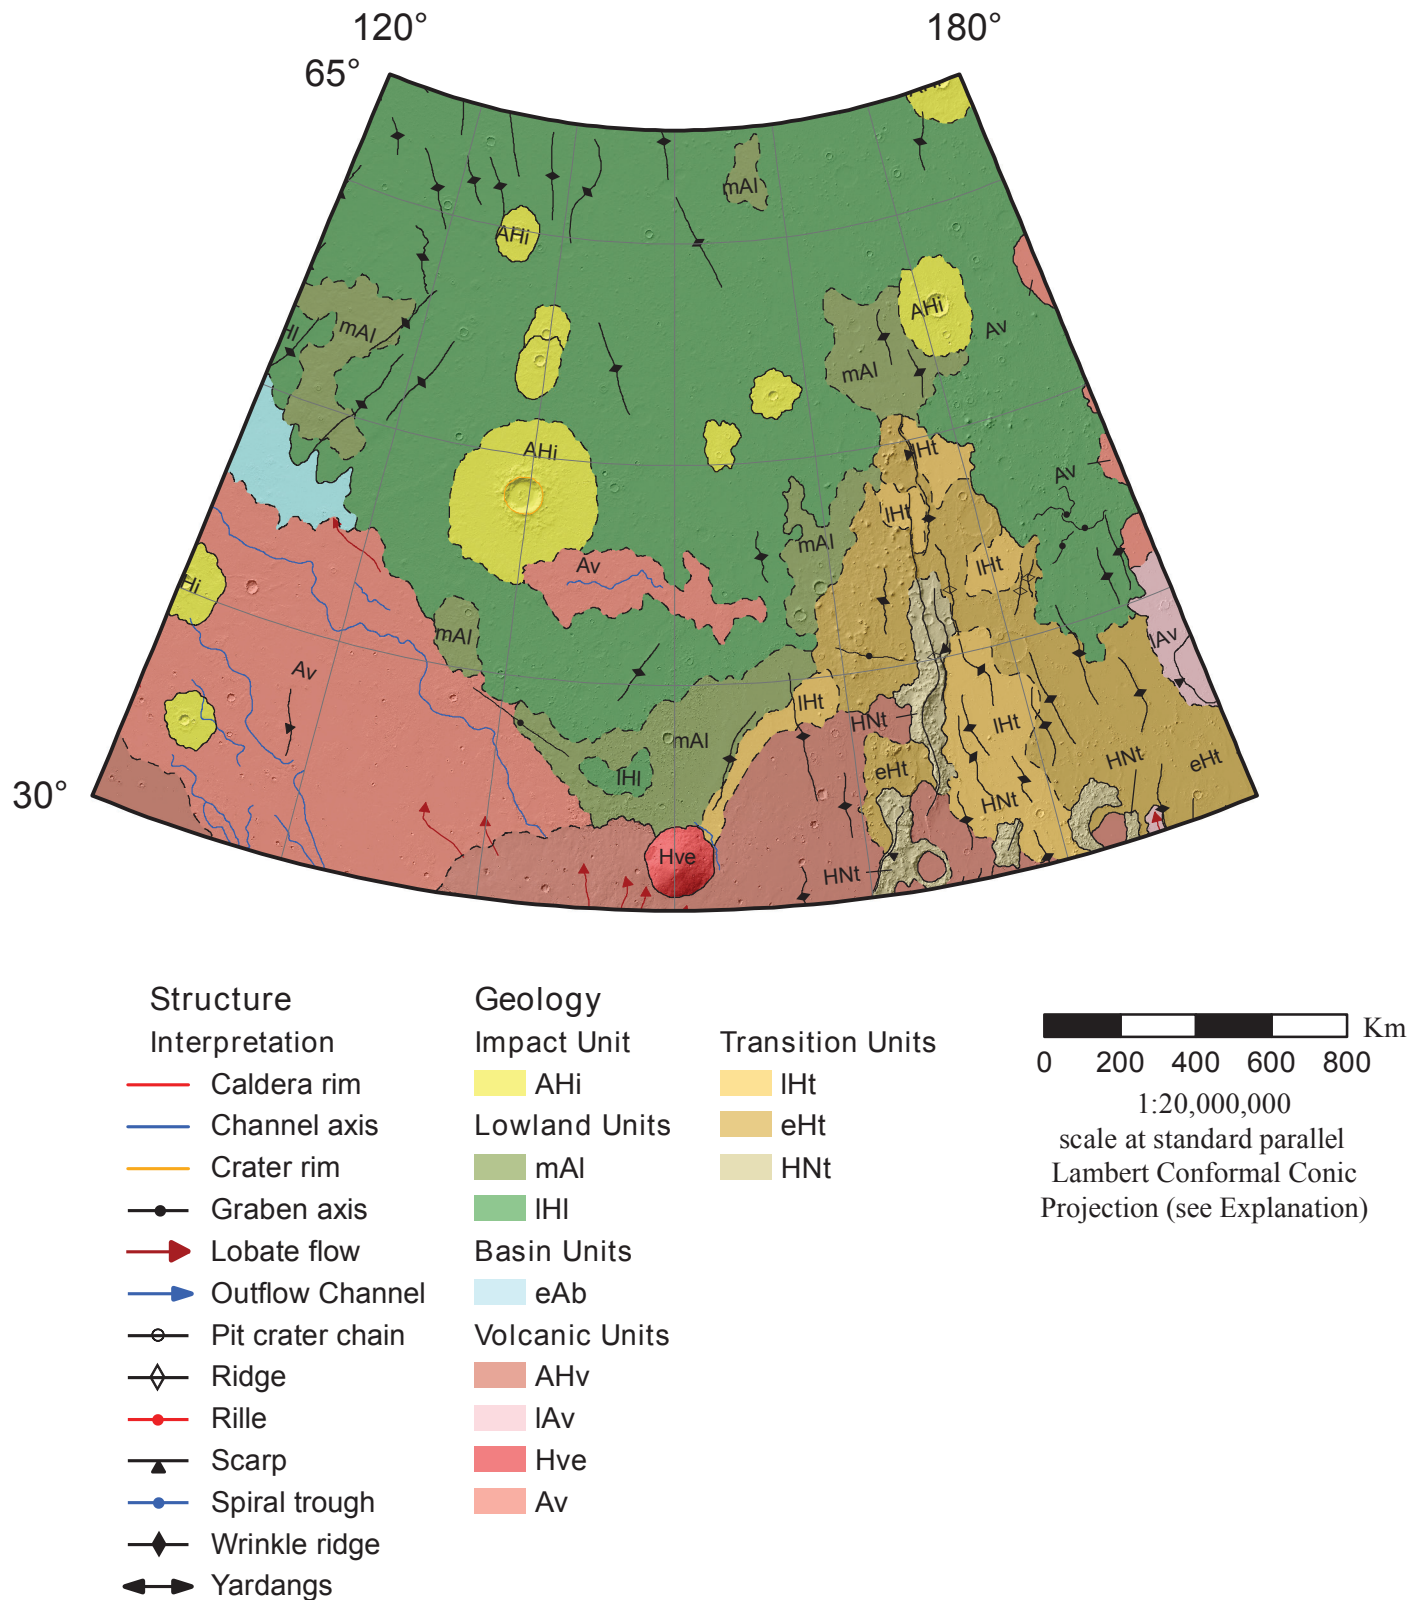 120°
180°
65°
AHi
mAl
AHi
AHi
Av
Hl
mAl
mAl
AHi
lHt
Av
lHt
mAl
Av
lHt
Hi
mAl
lAv
Av
lHt
HNt
lHt
mAl
HNt
eHt
lHl
eHt
30°
HNt
Hve
HNt
Structure
Interpretation
Caldera rim
Channel axis
Crater rim
Graben axis
Lobate flow
Outflow Channel
Pit crater chain
Ridge
Rille
Scarp
Spiral trough
Wrinkle ridge
Yardangs
Geology
Impact Unit
AHi
Lowland Units
mAl
lHl
Basin Units
eAb
Volcanic Units
AHv
lAv
Hve
Av
Transition Units
lHt
eHt
HNt
Km
0 200 400 600 800
1:20,000,000
scale at standard parallel
Lambert Conformal Conic
Projection (see Explanation)